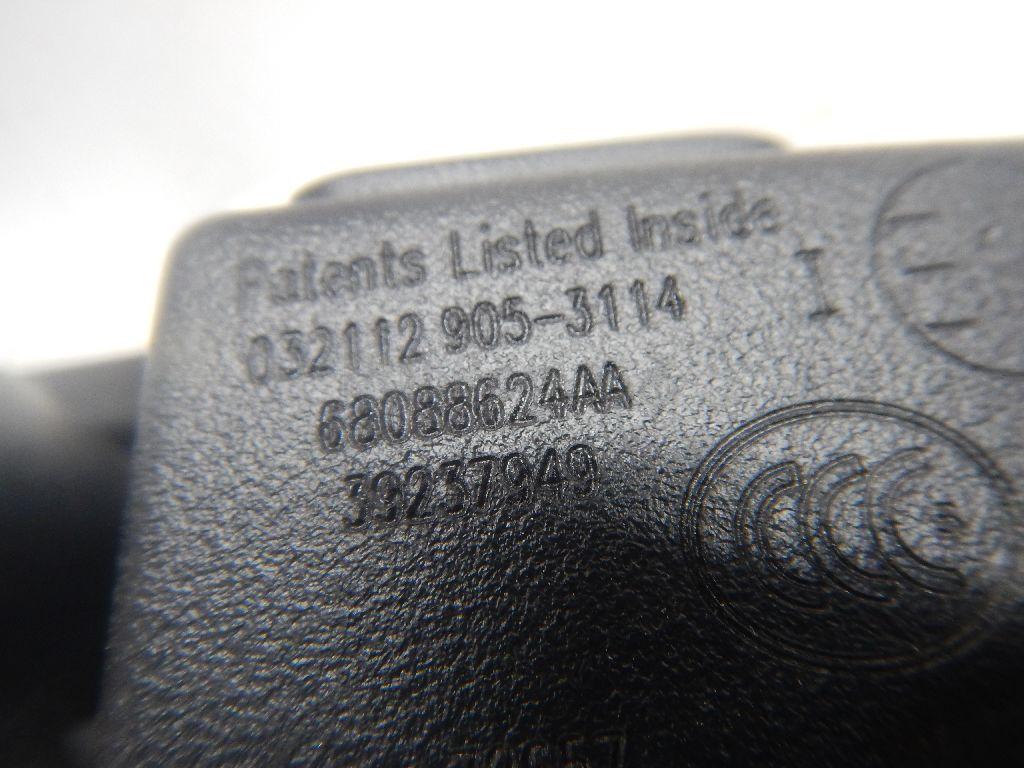 Patents Listed Inside
032112 905-3114
68088624AA
39237949